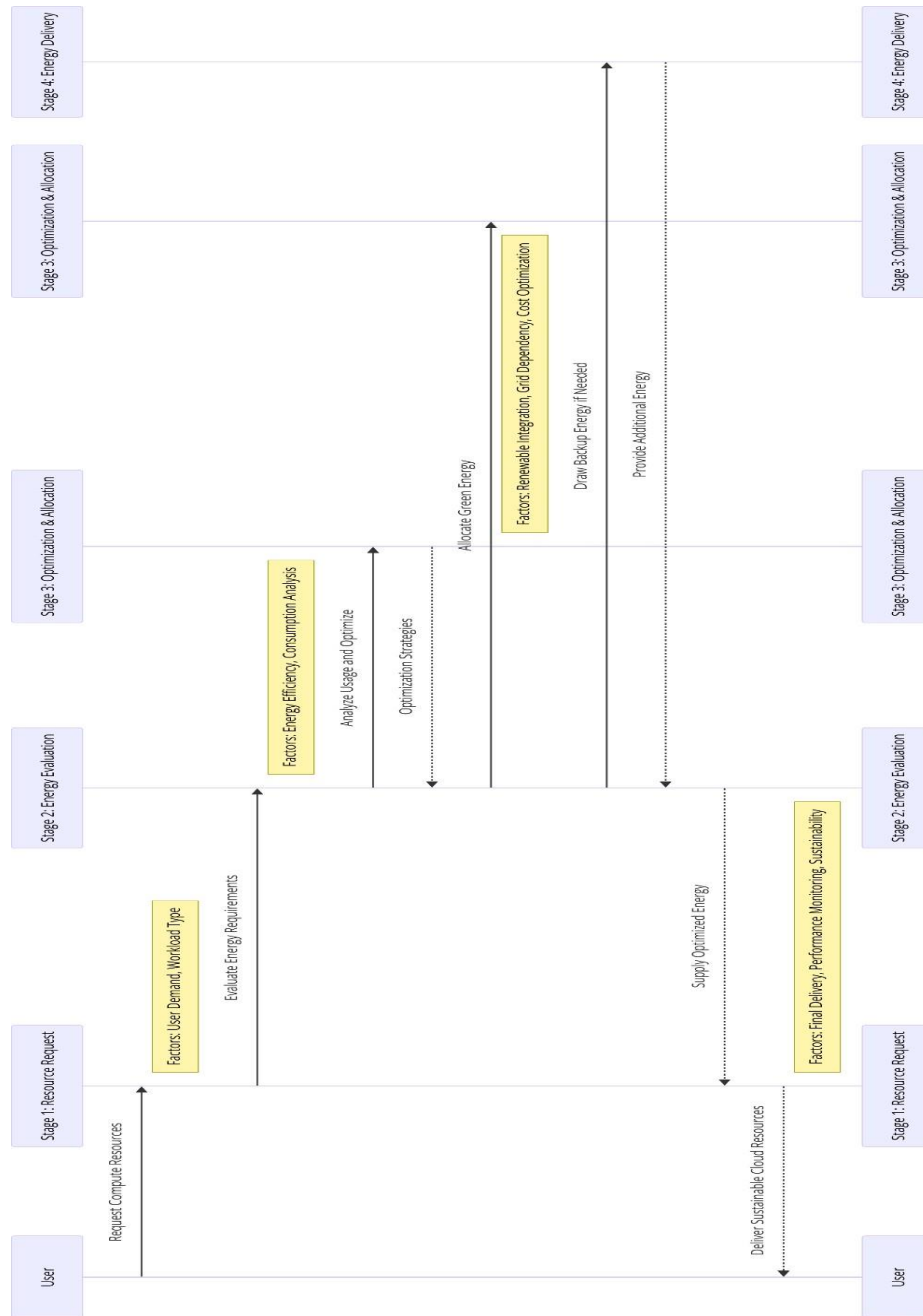 User
Stage 1: Resource Request
Stage 2: Energy Evaluation
Stage 3: Optimization & Allocation
Stage 3: Optimization & Allocation
Stage 4: Energy Delivery
Request Compute Resources
Factors: User Demand, Workload Type
Evaluate Energy Requirements
Factors: Energy Efficiency, Consumption Analysis
Analyze Usage and Optimize
Optimization Strategies
Allocate Green Energy
Factors: Renewable Integration, Grid Dependency, Cost Optimization
Draw Backup Energy if Needed
Provide Additional Energy
Supply Optimized Energy
Deliver Sustainable Cloud Resources
Factors: Final Delivery, Performance Monitoring, Sustainability
User
Stage 1: Resource Request
Stage 2: Energy Evaluation
Stage 3: Optimization & Allocation
Stage 3: Optimization & Allocation
Stage 4: Energy Delivery